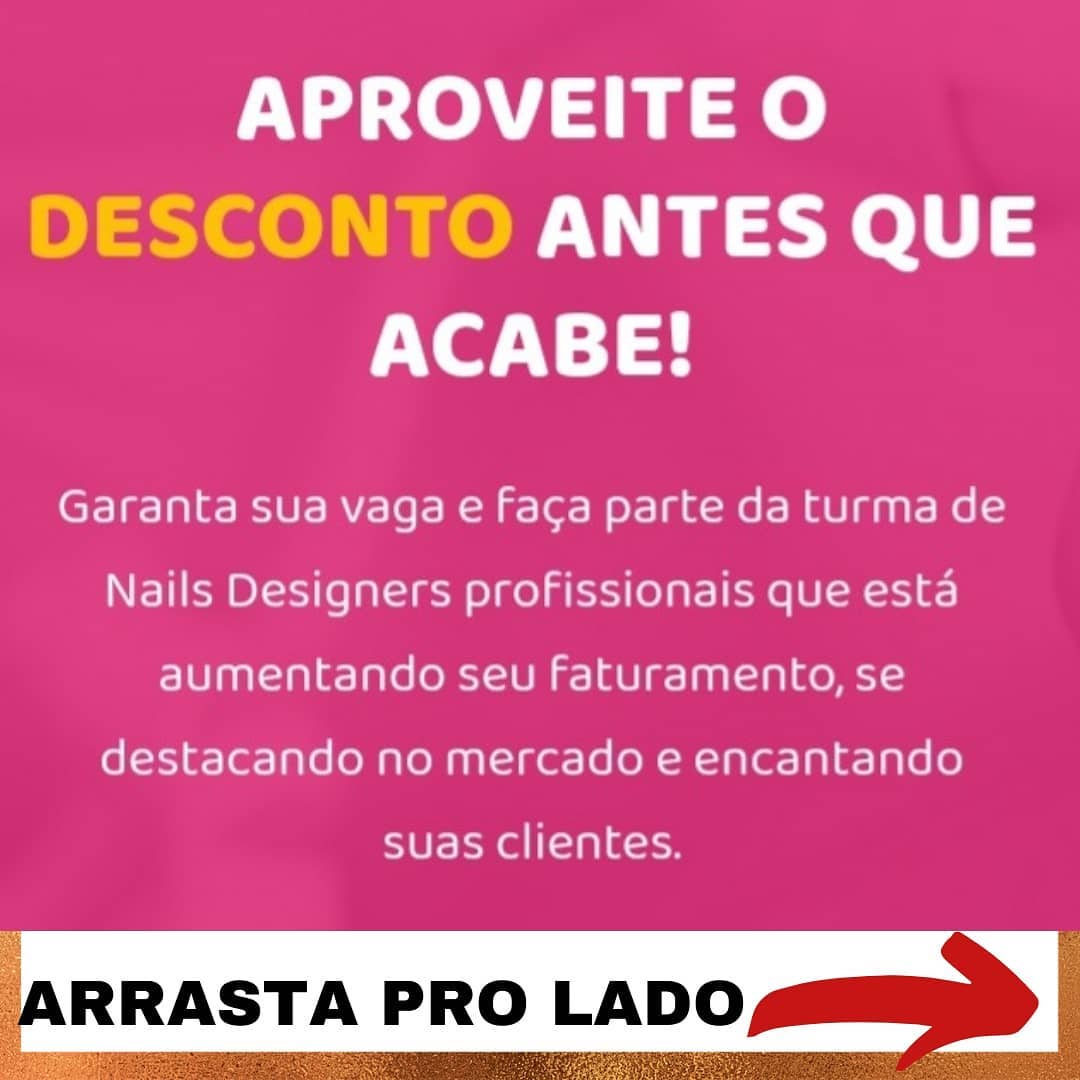 APROVEITE O
DESCONTO ANTES QUE
ACABE!
Garanta sua vaga e faça parte da turma de
Nails Designers profissionais que está
aumentando seu faturamento, se
destacando no mercado e encantando
suas clientes.
ARRASTA PRO LADO